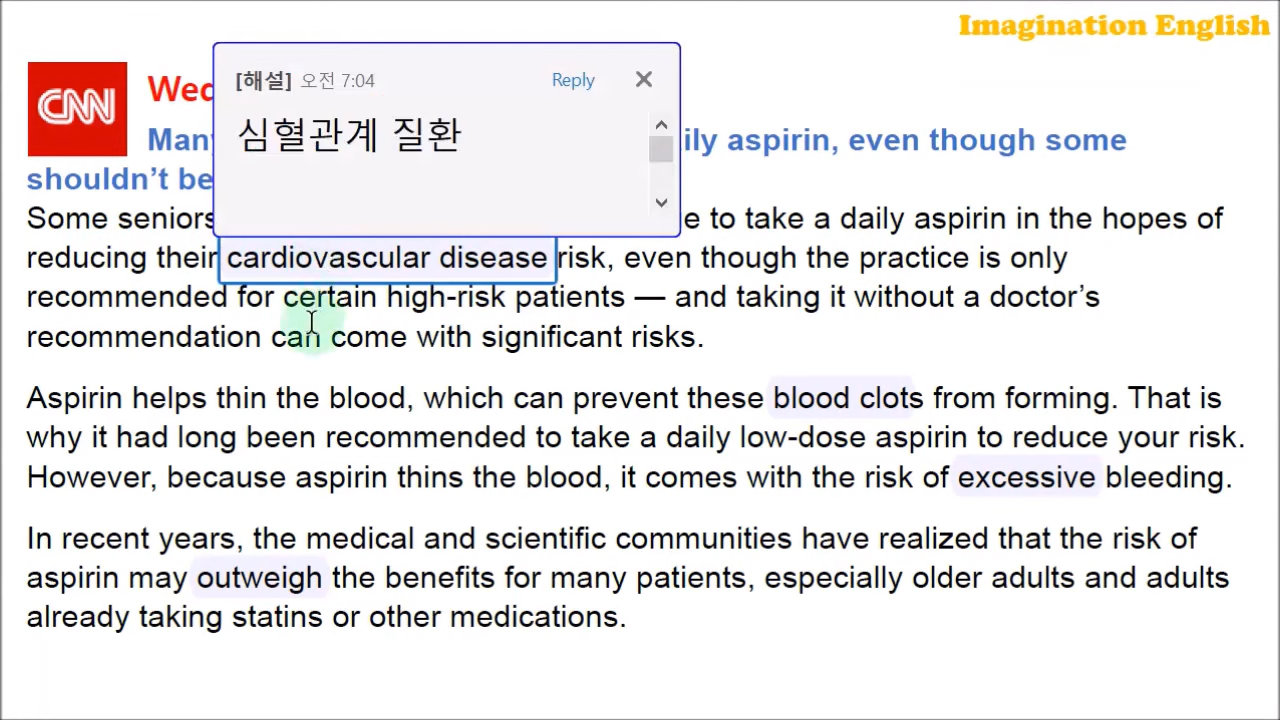 Imagination English
CNN
[해설] 오전 7:04 Reply
심혈관계 질환
ily aspirin, even though some
shouldn’t be
Some seniors e to take a daily aspirin in the hopes of
reducing their cardiovascular disease risk, even though the practice is only
recommended for certain high-risk patients — and taking it without a doctor’s
recommendation can come with significant risks.
Aspirin helps thin the blood, which can prevent these blood clots from forming. That is
why it had long been recommended to take a daily low-dose aspirin to reduce your risk.
However, because aspirin thins the blood, it comes with the risk of excessive bleeding.
In recent years, the medical and scientific communities have realized that the risk of
aspirin may outweigh the benefits for many patients, especially older adults and adults
already taking statins or other medications.